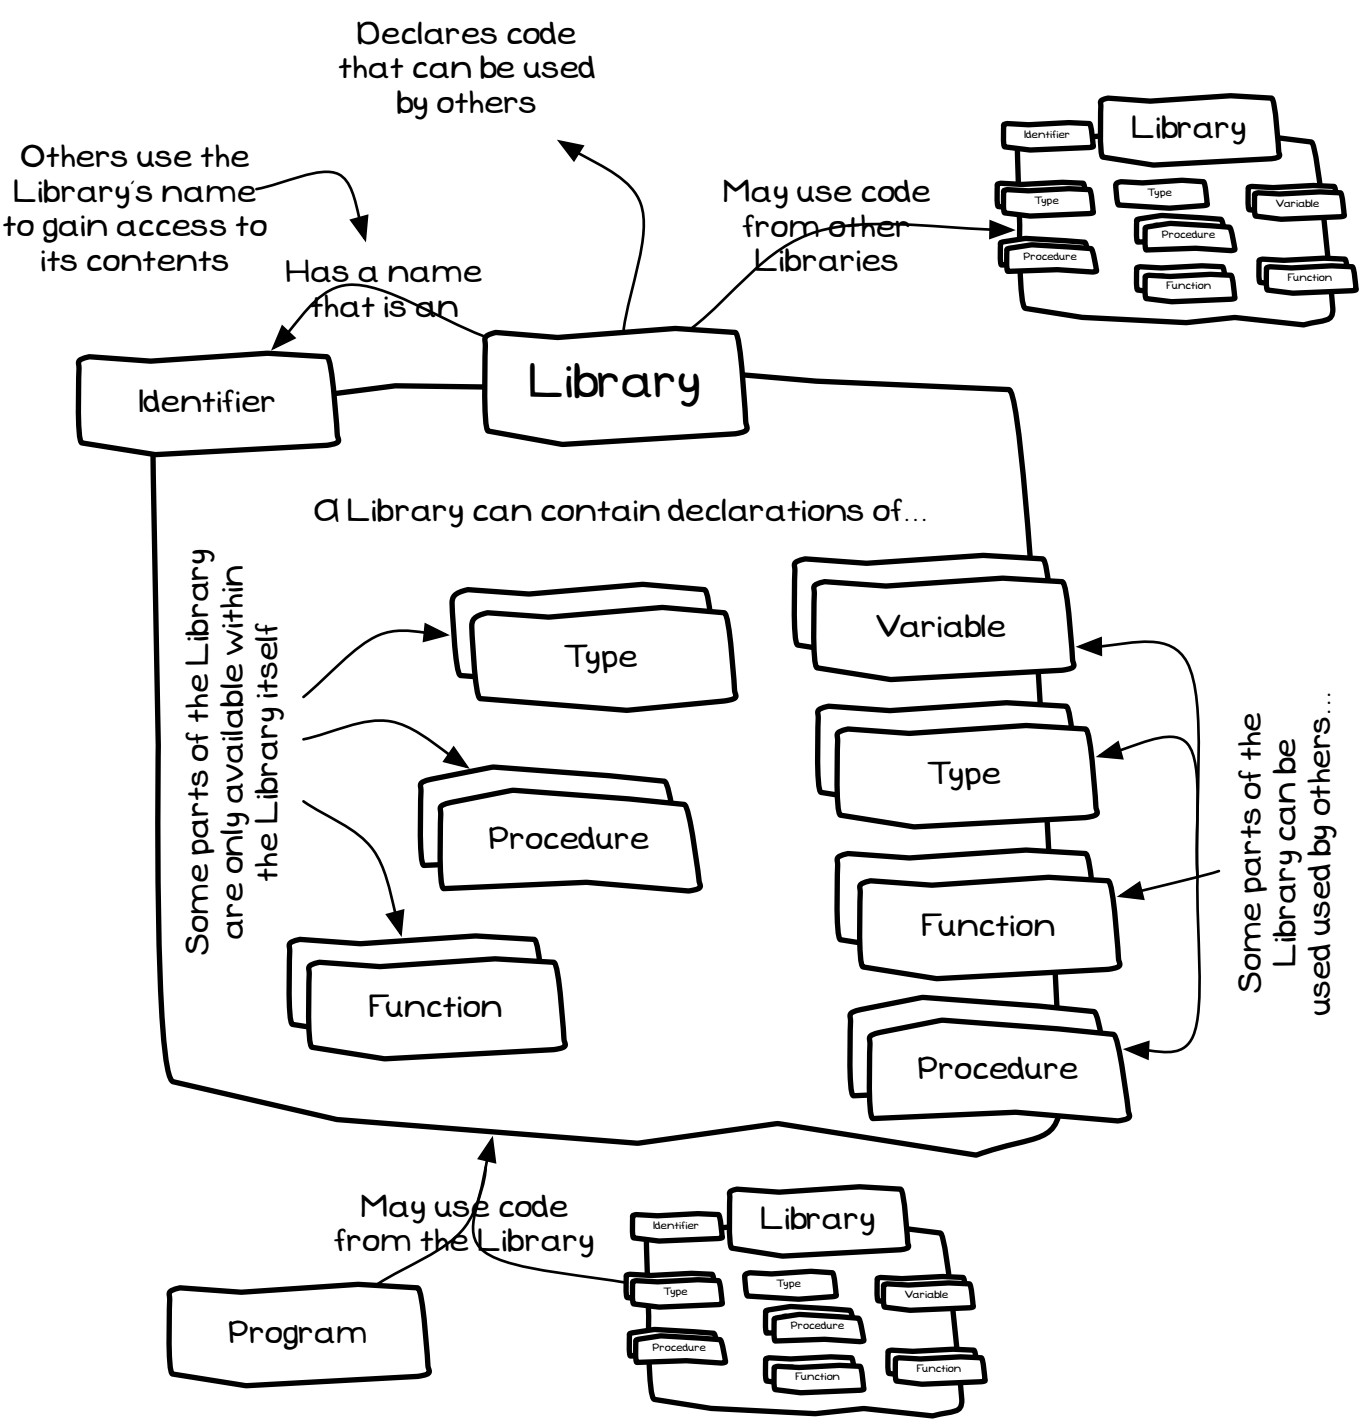 Declares code
that can be used
by others
Others use the
Library's name
to gain access to
its contents
Has a name
that is an
May use code
from other
Libraries
Identifier
Library
Type
Type
Variable
Procedure
Procedure
Function
Function
Identifier
Library
a Library can contain declarations of...
Some parts of the Library
are only available within
the Library itself
Type
Procedure
Function
Variable
Type
Function
Procedure
Some parts of the
Library can be
used used by others...
May use code
from the Library
Program
Identifier
Library
Type
Type
Variable
Procedure
Procedure
Function
Function